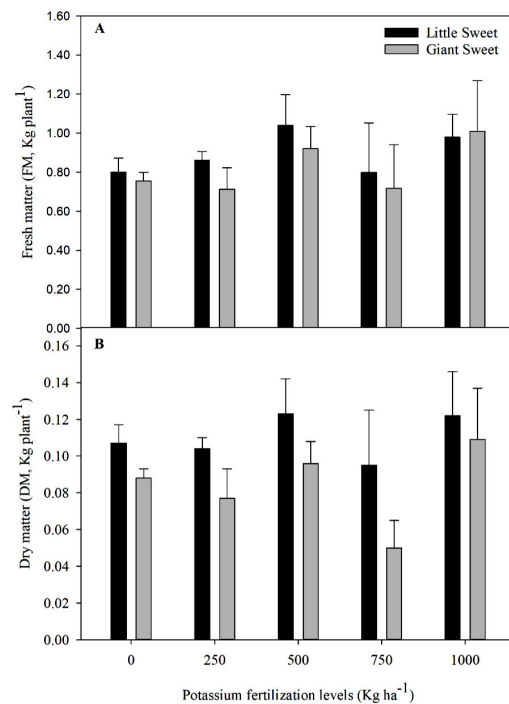 A
Little Sweet
Giant Sweet
Fresh matter (FM, Kg plant¹)
1.60
1.40
1.20
1.00
0.80
0.60
0.40
0.20
0.00
B
Dry matter (DM, Kg plant⁻¹)
0.16
0.14
0.12
0.10
0.08
0.06
0.04
0.02
0.00
0 250 500 750 1000
Potassium fertilization levels (Kg ha⁻¹)